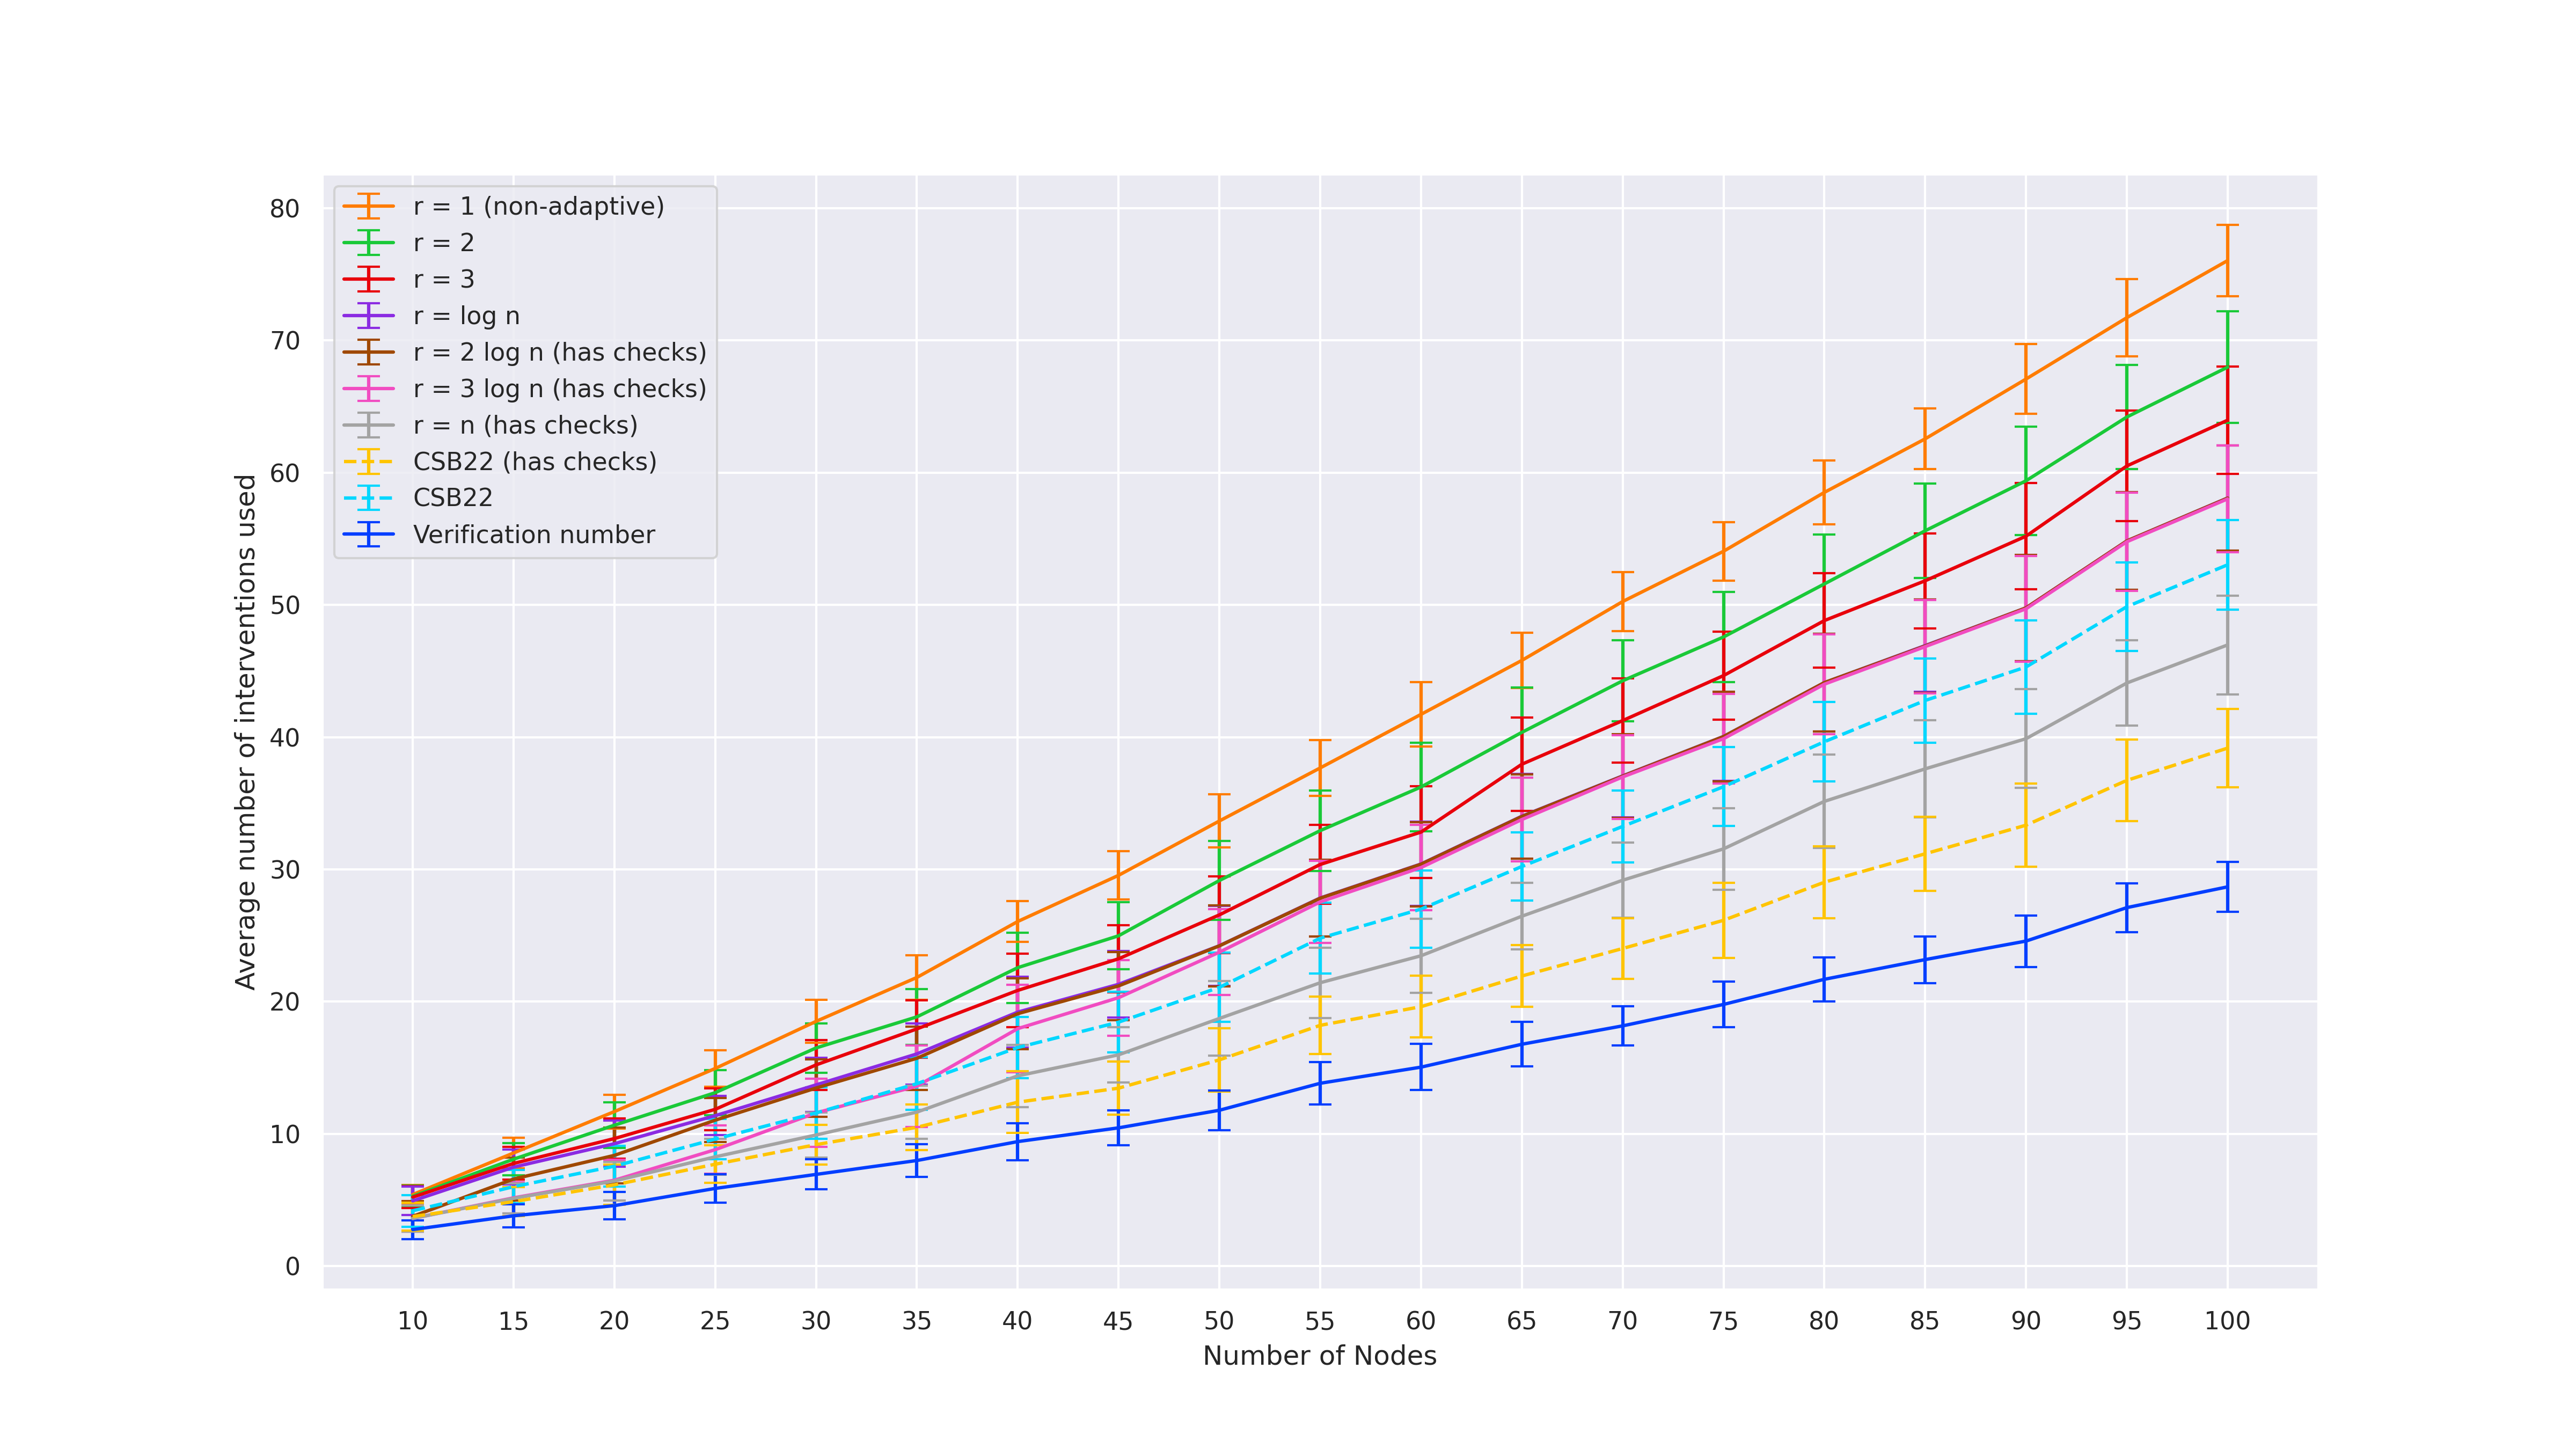 r = 1 (non-adaptive)
r = 2
r = 3
r = log n
r = 2 log n (has checks)
r = 3 log n (has checks)
r = n (has checks)
CSB22 (has checks)
CSB22
Verification number
Average number of interventions used
80
70
60
50
40
30
20
10
0
10 15 20 25 30 35 40 45 50 55 60 65 70 75 80 85 90 95 100
Number of Nodes